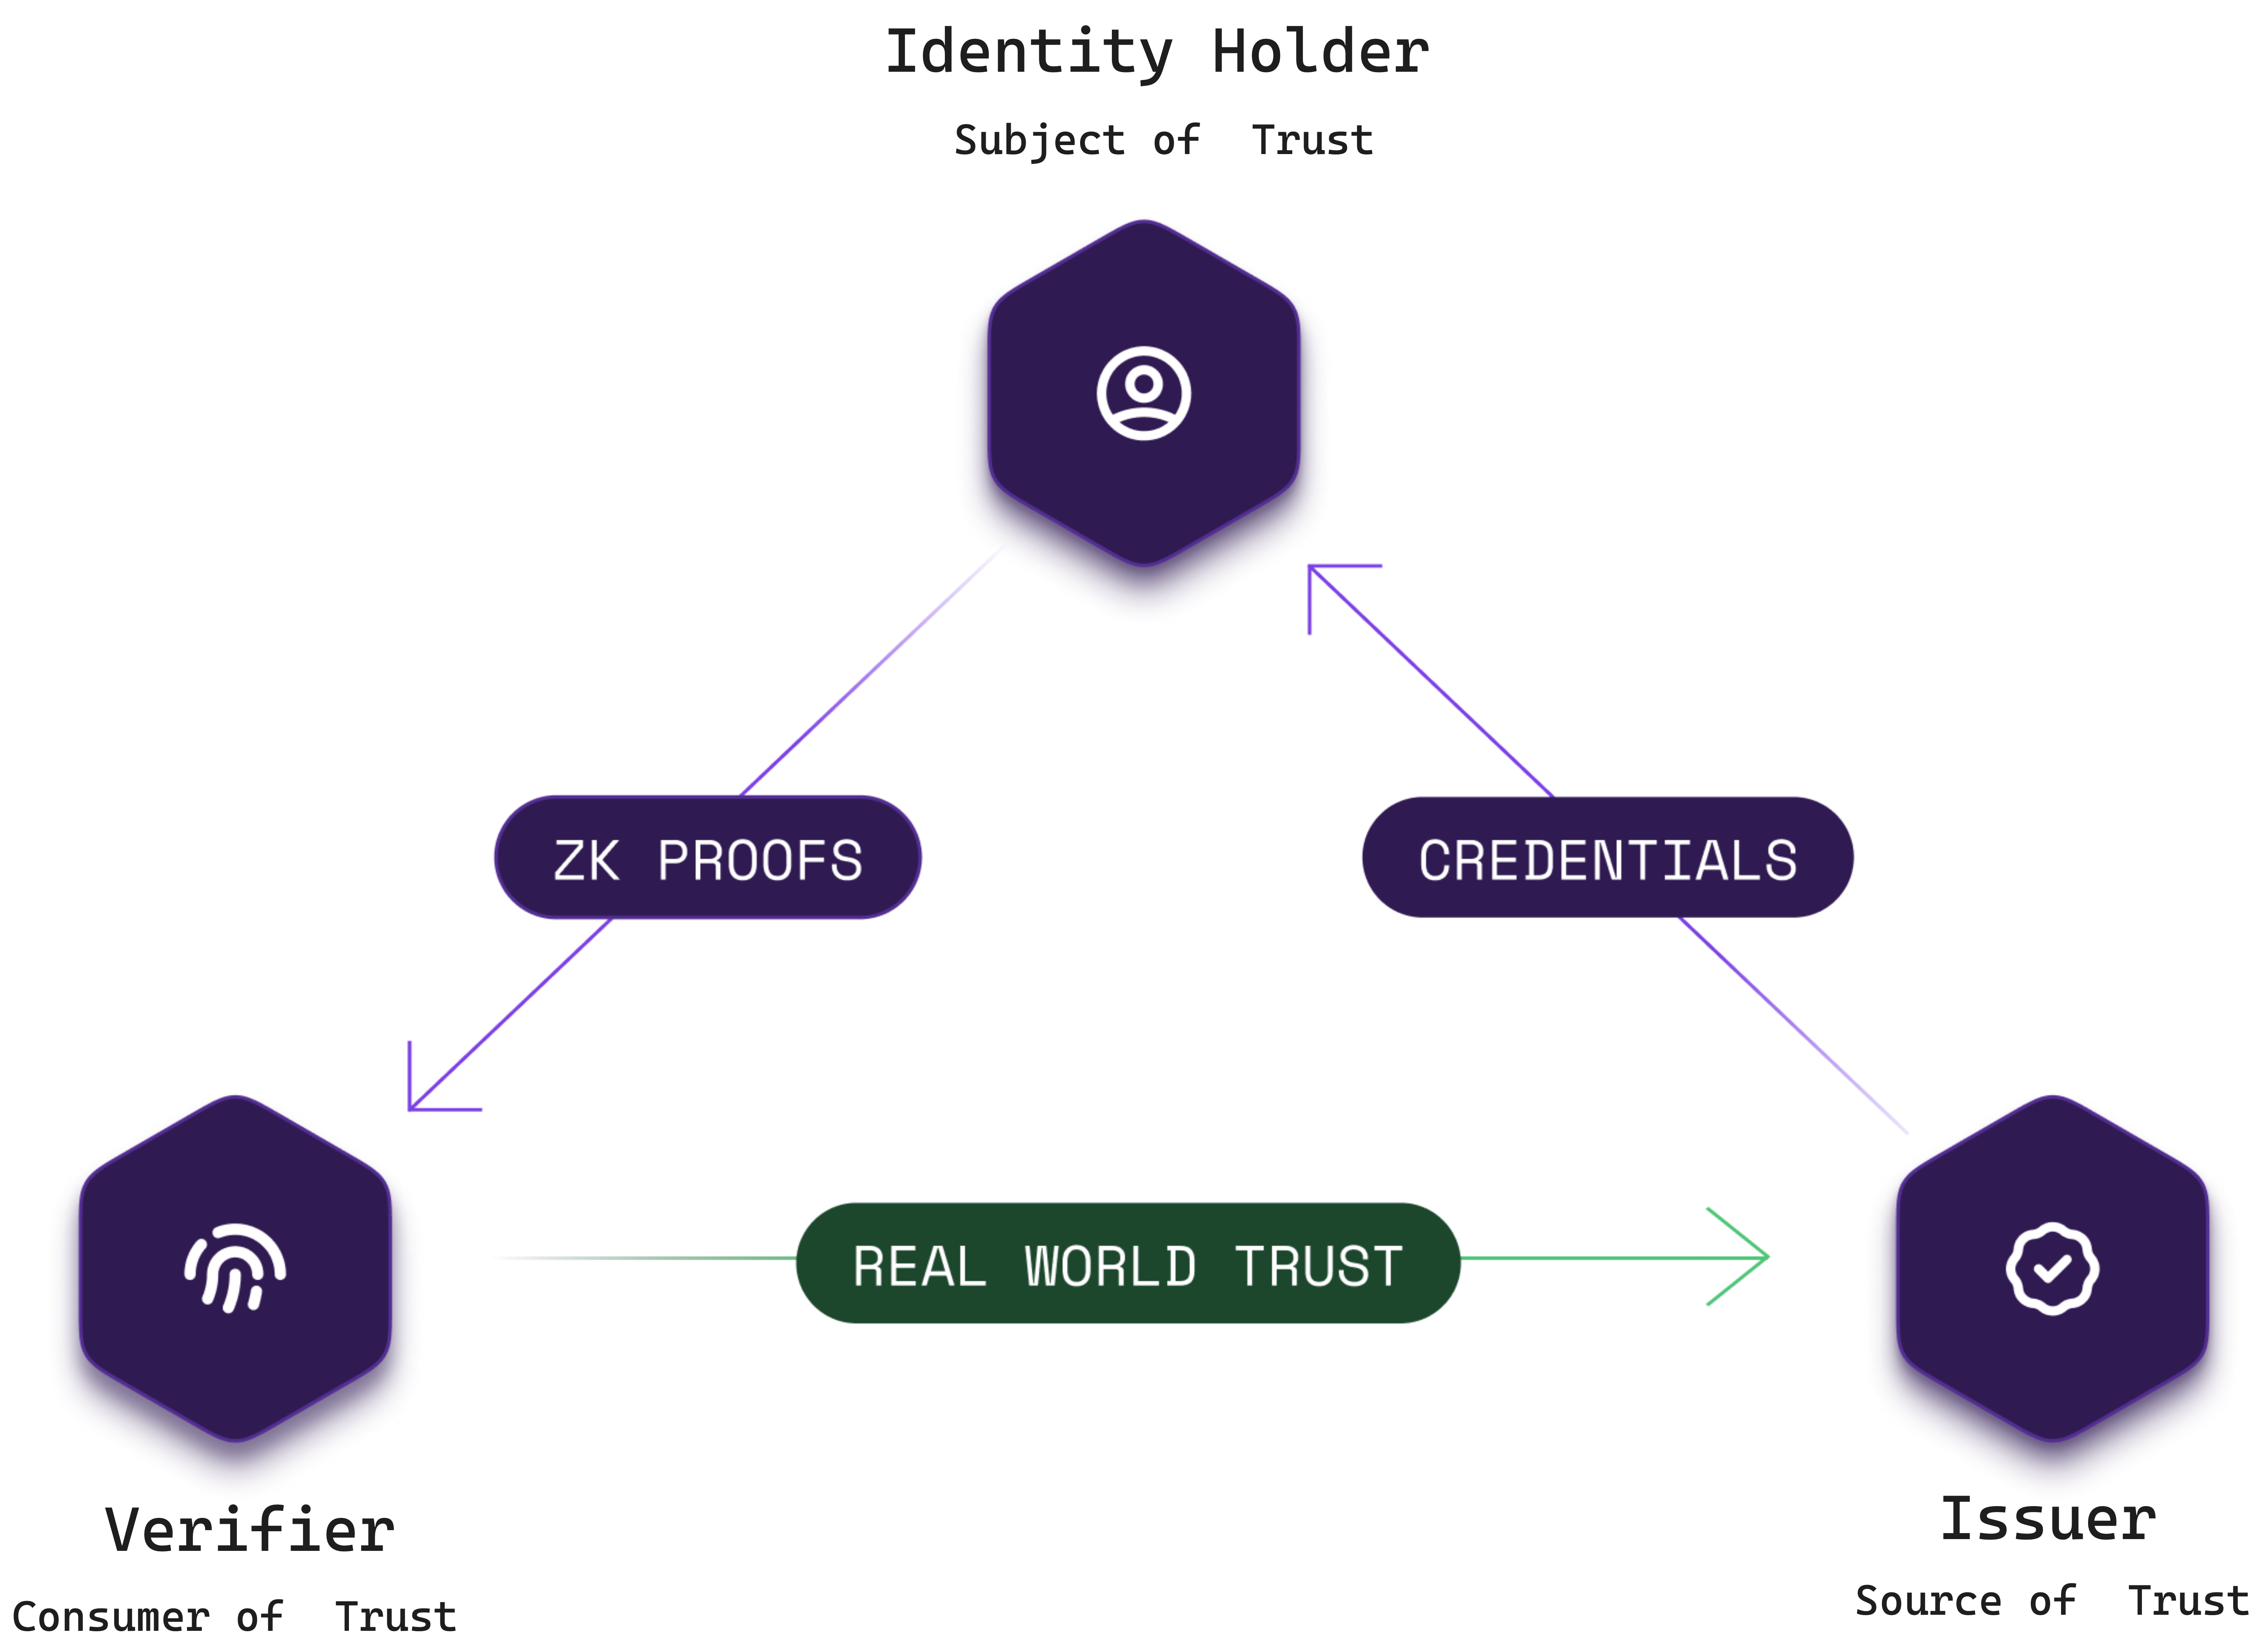 Identity Holder
Subject of Trust
ZK PROOFS
CREDENTIALS
REAL WORLD TRUST
Verifier
Consumer of Trust
Issuer
Source of Trust